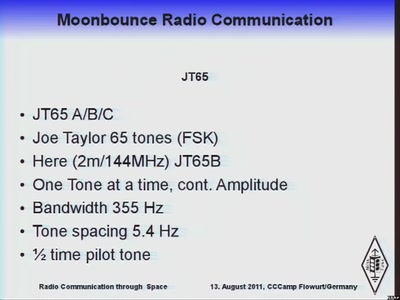 Moonbounce Radio Communication
JT65
• JT65 A/B/C
• Joe Taylor 65 tones (FSK)
• Here (2m/144MHz) JT65B
• One Tone at a time, cont. Amplitude
• Bandwidth 355 Hz
• Tone spacing 5.4 Hz
• ½ time pilot tone
Radio Communication through Space 13. August 2011, CCCamp Flowurt/Germany